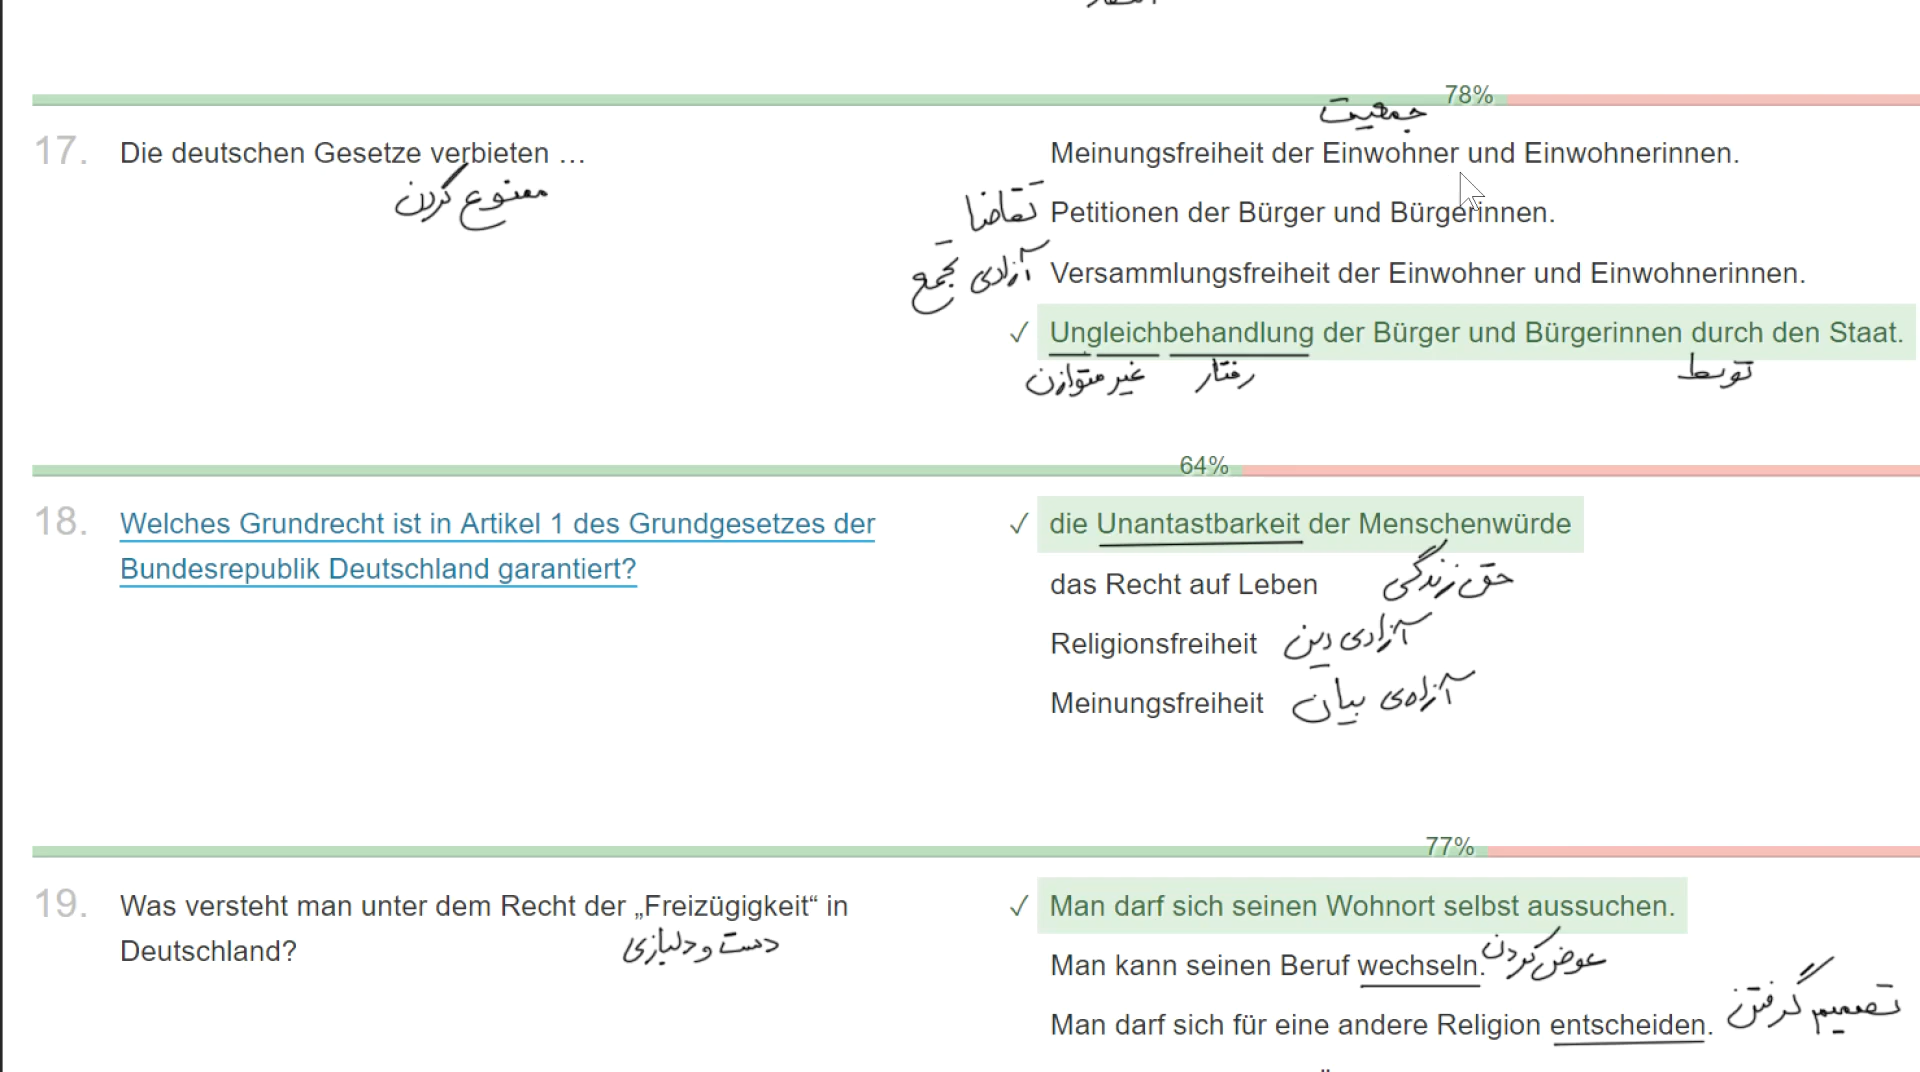 78%
جمعیت
17. Die deutschen Gesetze verbieten …
ممنوع کردن
Meinungsfreiheit der Einwohner und Einwohnerinnen.
تقاضا Petitionen der Bürger und Bürgerinnen.
آزادی تجمع Versammlungsfreiheit der Einwohner und Einwohnerinnen.
✓ Ungleichbehandlung der Bürger und Bürgerinnen durch den Staat.
غیر متوازن رفتار توسط
64%
18. Welches Grundrecht ist in Artikel 1 des Grundgesetzes der
Bundesrepublik Deutschland garantiert?
✓ die Unantastbarkeit der Menschenwürde
das Recht auf Leben حق زندگی
Religionsfreiheit آزادی دین
Meinungsfreiheit آزادی بیان
77%
19. Was versteht man unter dem Recht der „Freizügigkeit“ in
Deutschland?
دست و دلبازی
✓ Man darf sich seinen Wohnort selbst aussuchen.
Man kann seinen Beruf wechseln. عوض کردن
Man darf sich für eine andere Religion entscheiden. تصمیم گرفتن